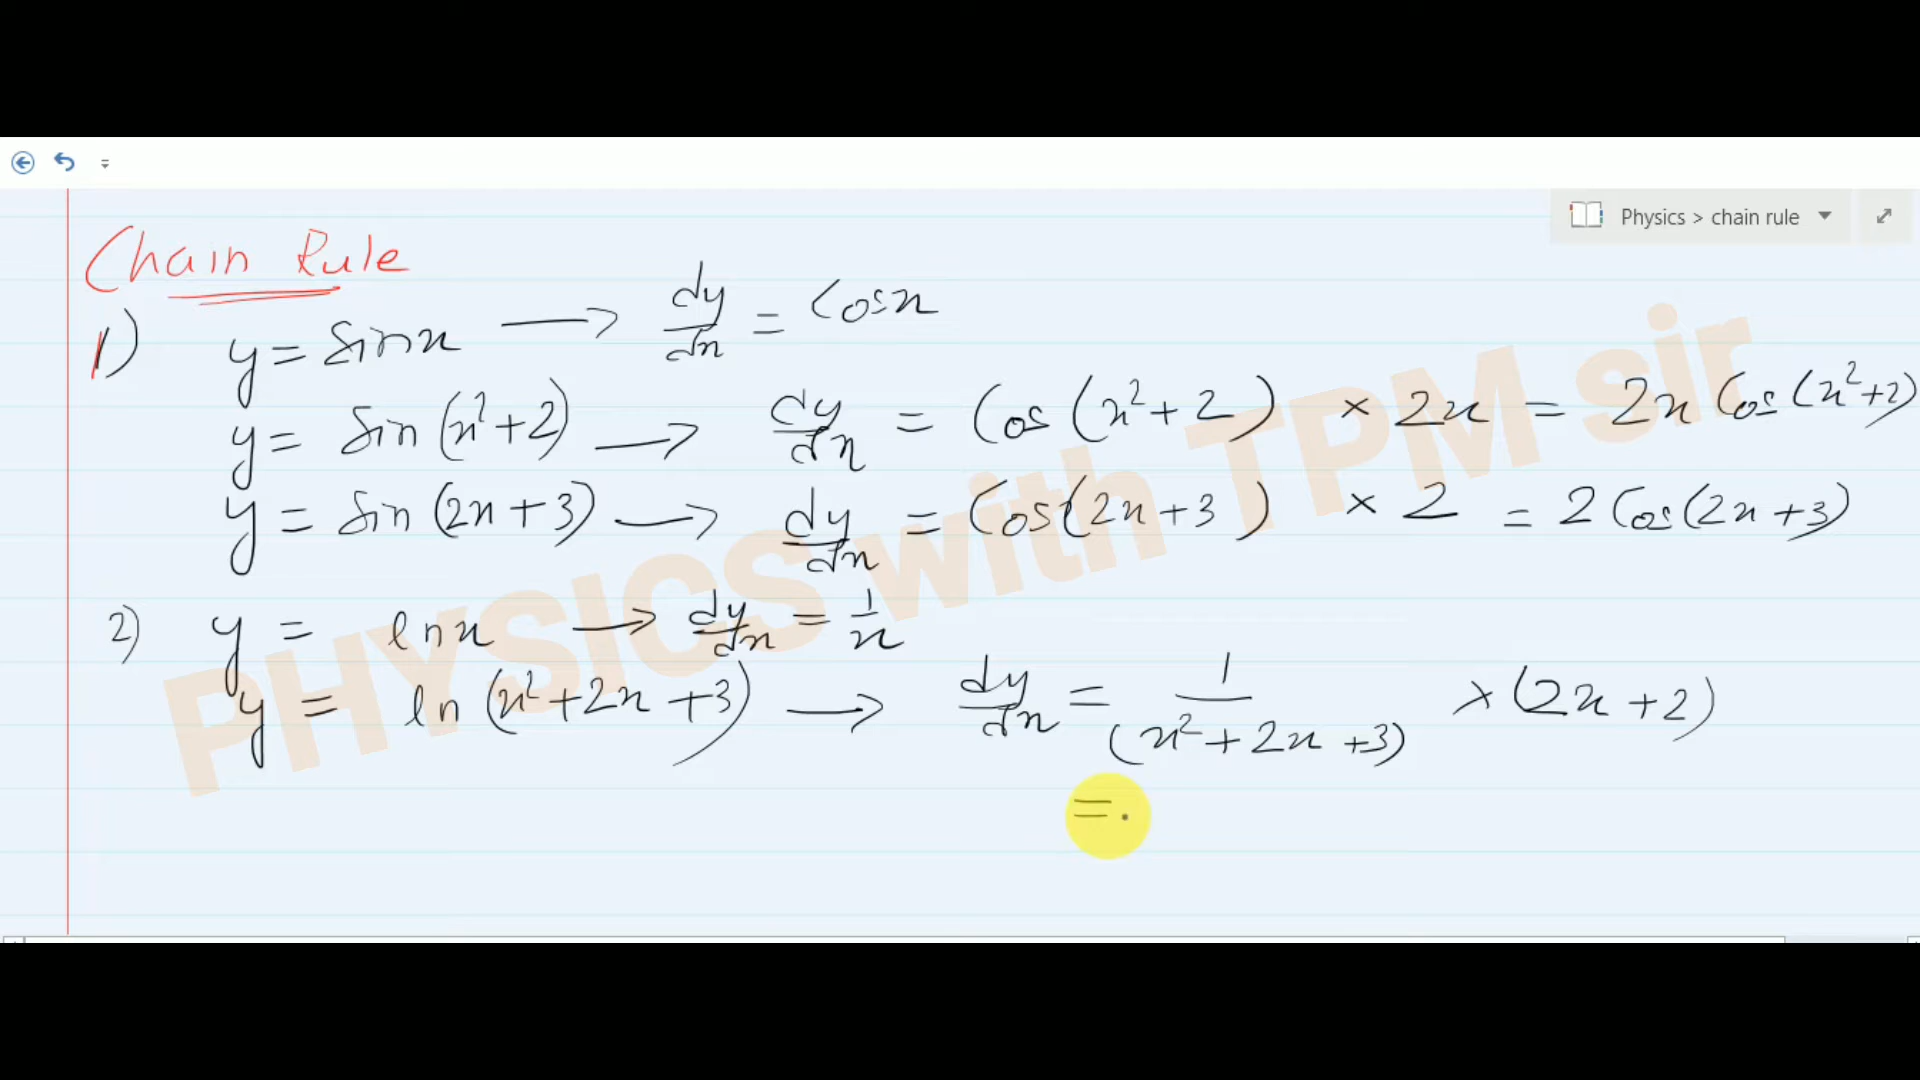 Physics > chain rule
Chain Rule
1) y = sin x → dy/dx = Cos x
y = sin (x² + 2) → dy/dx = Cos (x² + 2) × 2x = 2x Cos (x² + 2)
y = sin (2x + 3) → dy/dx = Cos (2x + 3) × 2 = 2 Cos (2x + 3)
2) y = ln x → dy/dx = 1/x
y = ln (x² + 2x + 3) → dy/dx = 1/(x² + 2x + 3) × (2x + 2)
= .
PHYSICS with TPM sir